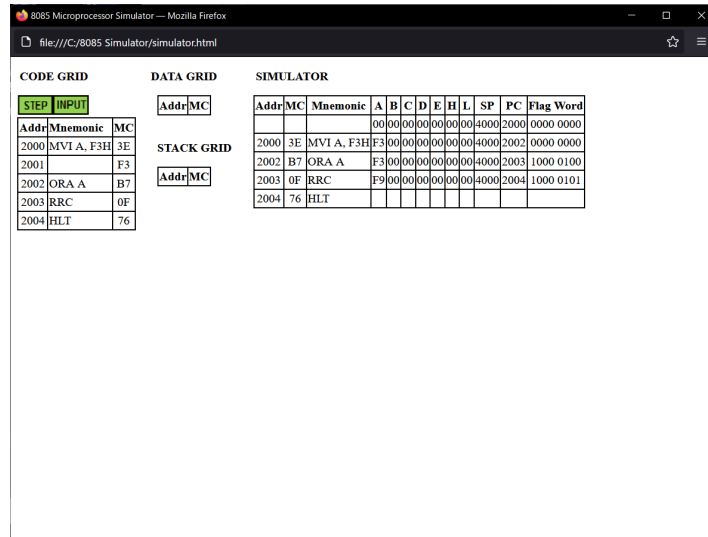 8085 Microprocessor Simulator — Mozilla Firefox
file:///C:/8085 Simulator/simulator.html
CODE GRID DATA GRID SIMULATOR
STEP INPUT
Addr Mnemonic MC
2000 MVI A, F3H 3E
2001 F3
2002 ORA A B7
2003 RRC 0F
2004 HLT 76
Addr MC
STACK GRID
Addr MC
Addr MC Mnemonic A B C D E H L SP PC Flag Word
00 00 00 00 00 00 00 4000 2000 0000 0000
2000 3E MVI A, F3H F3 00 00 00 00 00 00 4000 2002 0000 0000
2002 B7 ORA A F3 00 00 00 00 00 00 4000 2003 1000 0100
2003 0F RRC F9 00 00 00 00 00 00 4000 2004 1000 0101
2004 76 HLT